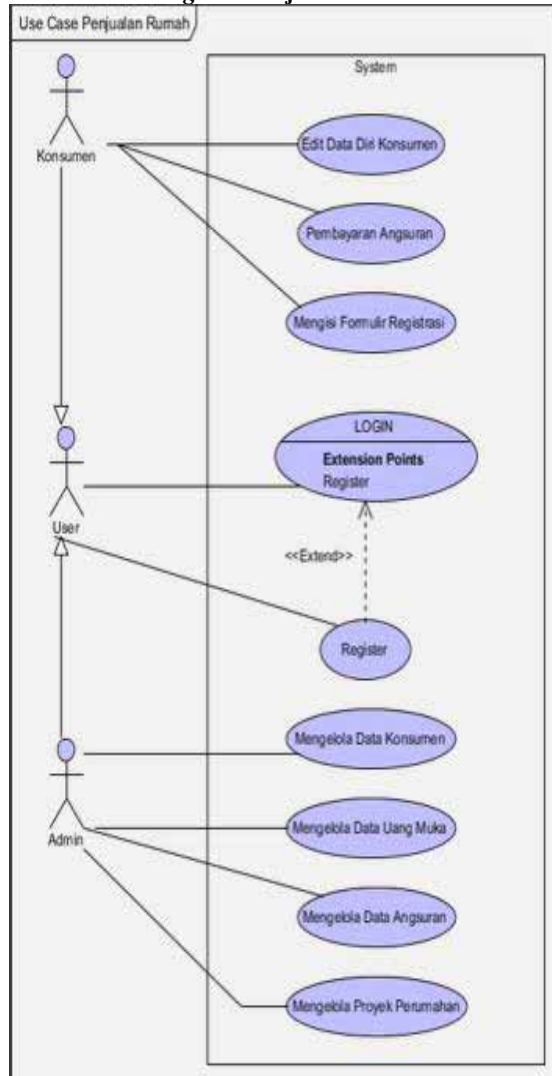 Use Case Penjualan Rumah
System
Konsumen
Edit Data Diri Konsumen
Pembayaran Angsuran
Mengisi Formulir Registrasi
LOGIN
Extension Points
Register
User
<<Extend>>
Register
Mengelola Data Konsumen
Admin
Mengelola Data Uang Muka
Mengelola Data Angsuran
Mengelola Proyek Perumahan